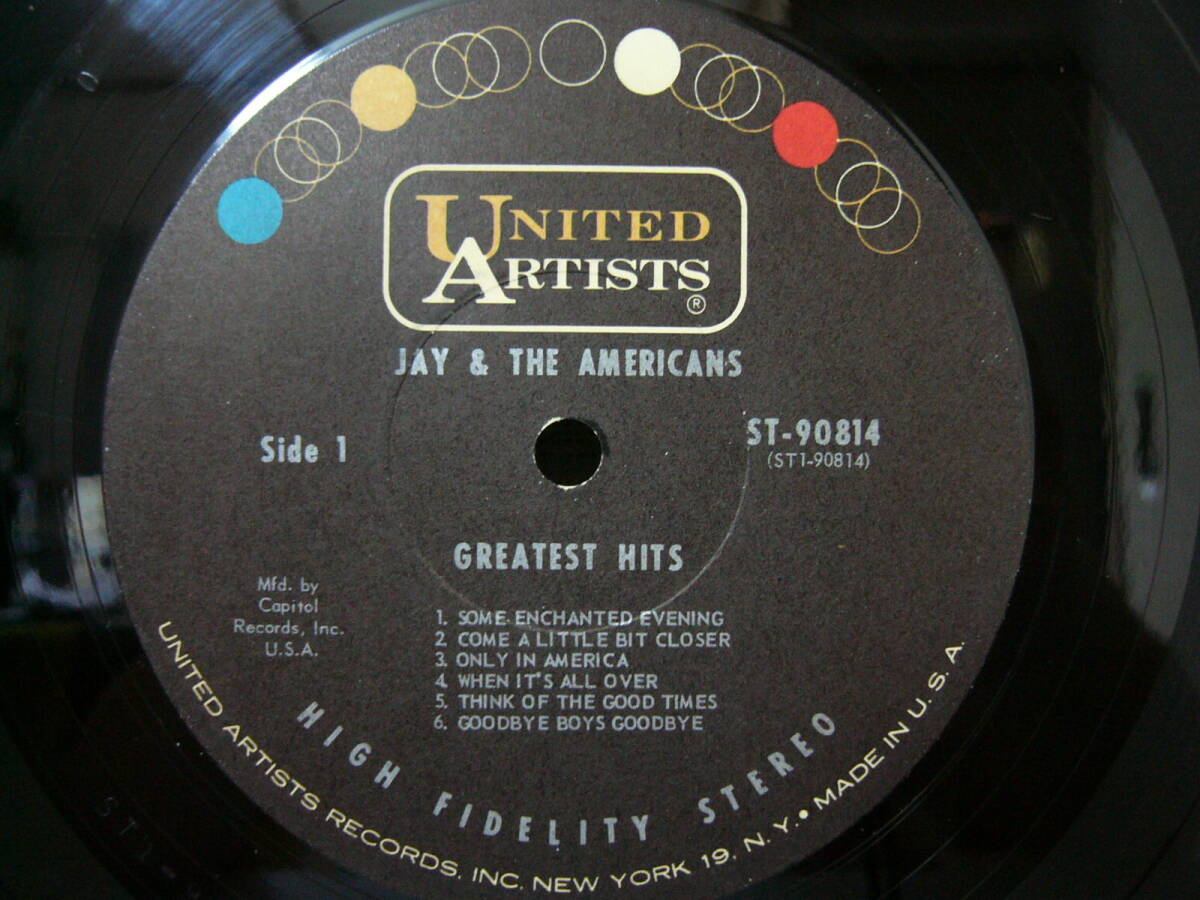 UNITED
ARTISTS
®
JAY & THE AMERICANS
Side 1
ST-90814
(ST1-90814)
GREATEST HITS
Mfd. by
Capitol
Records, Inc.
U.S.A.
1. SOME ENCHANTED EVENING
2. COME A LITTLE BIT CLOSER
3. ONLY IN AMERICA
4. WHEN IT'S ALL OVER
5. THINK OF THE GOOD TIMES
6. GOODBYE BOYS GOODBYE
HIGH FIDELITY STEREO
UNITED ARTISTS RECORDS, INC. NEW YORK 19, N. Y. • MADE IN U. S. A.